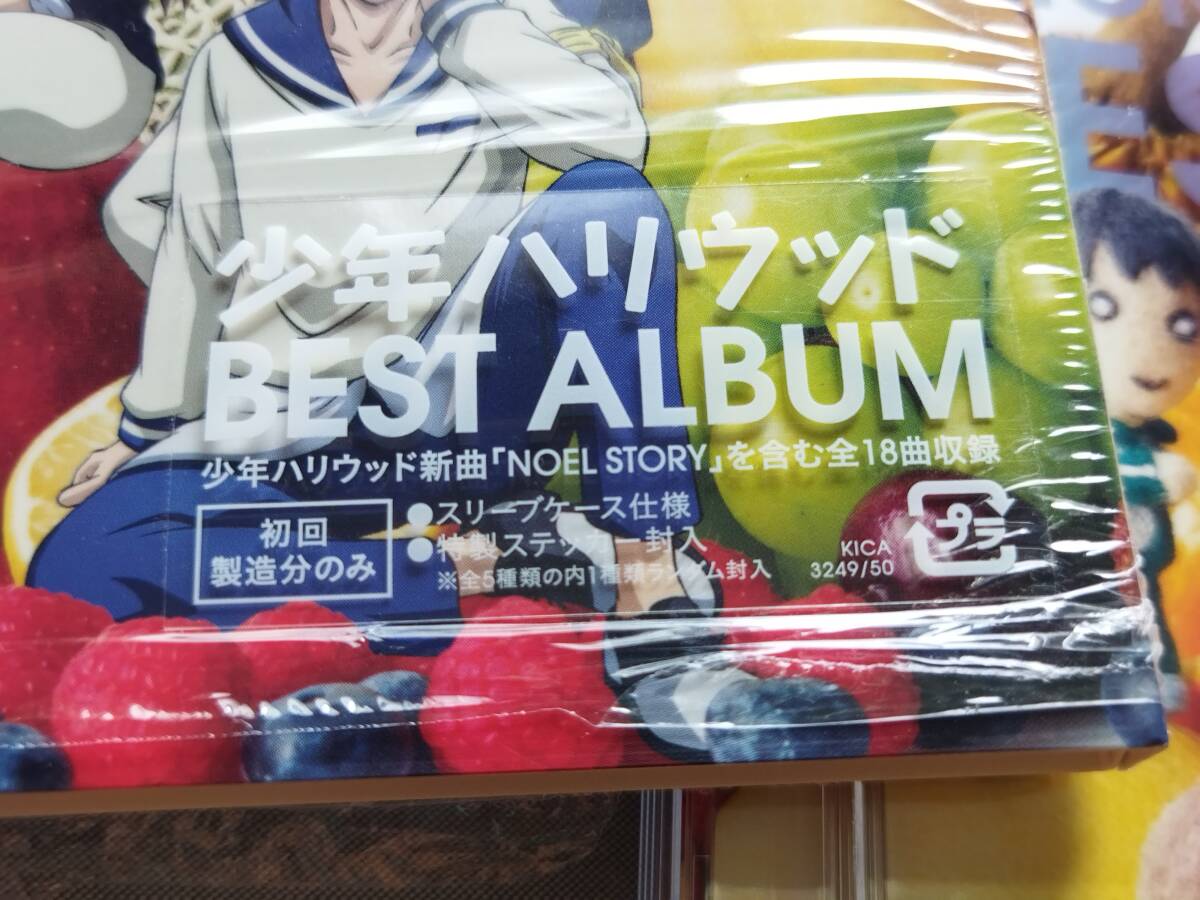 少年ハリウッド
BEST ALBUM
少年ハリウッド新曲「NOEL STORY」を含む全18曲収録
初回
製造分のみ
●スリーブケース仕様
●特製ステッカー封入
※全5種類の内1種類ランダム封入
KICA
3249/50
プラ
E